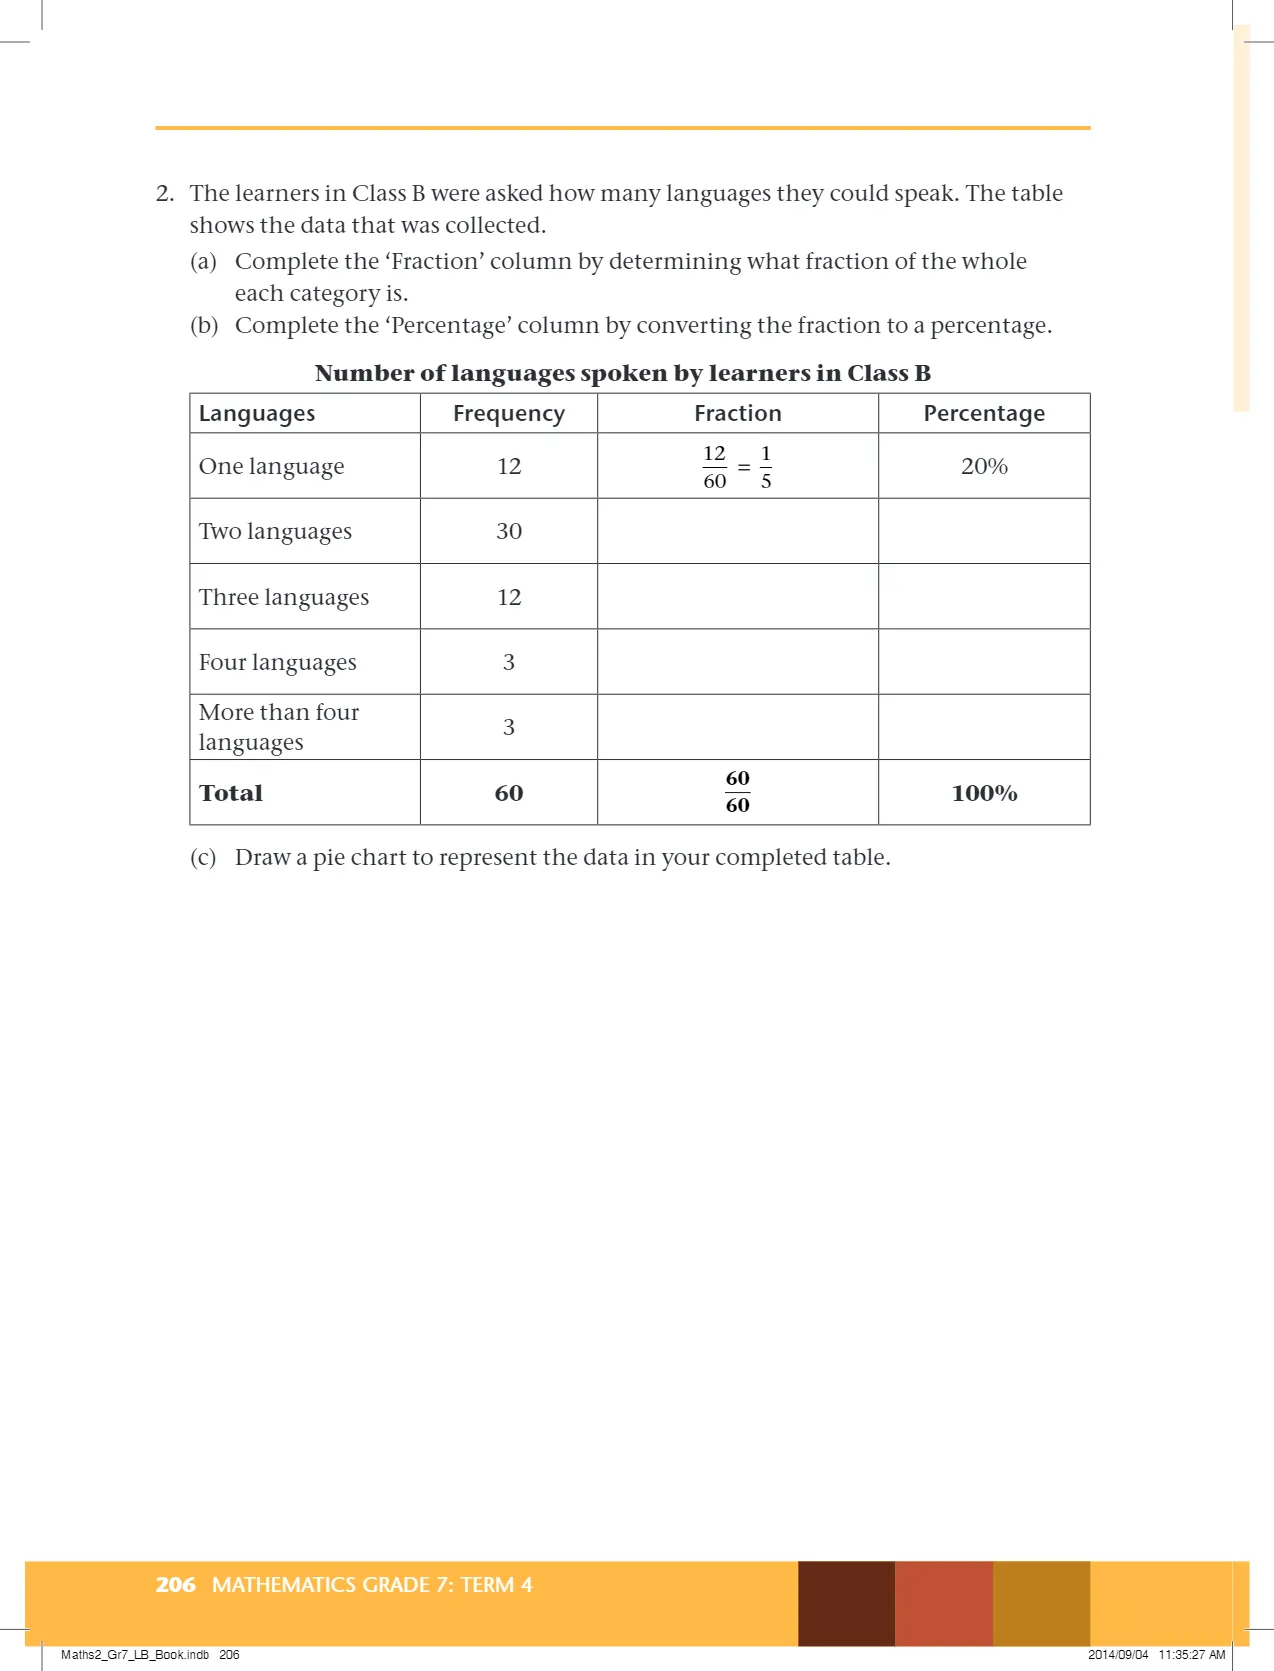 2. The learners in Class B were asked how many languages they could speak. The table
shows the data that was collected.
(a) Complete the ‘Fraction’ column by determining what fraction of the whole
each category is.
(b) Complete the ‘Percentage’ column by converting the fraction to a percentage.
Number of languages spoken by learners in Class B
Languages Frequency Fraction Percentage
One language 12 12/60 = 1/5 20%
Two languages 30
Three languages 12
Four languages 3
More than four
languages 3
Total 60 60/60 100%
(c) Draw a pie chart to represent the data in your completed table.
206 MATHEMATICS GRADE 7: TERM 4
Maths2_Gr7_LB_Book.indb 206 2014/09/04 11:35:27 AM